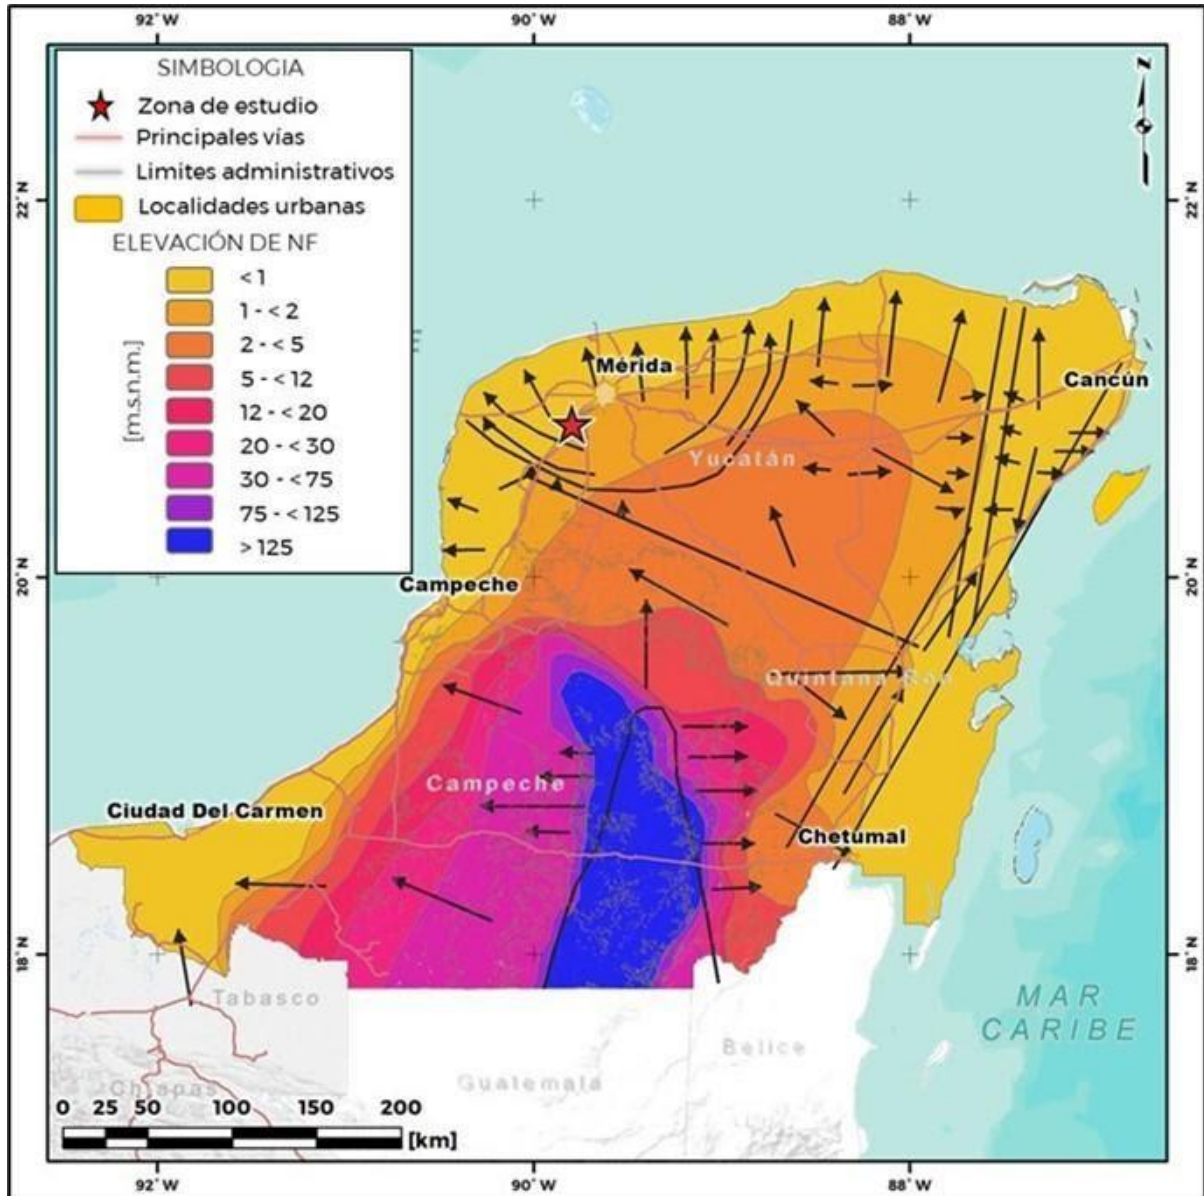 92°W
90°W
88°W
SIMBOLOGIA
Zona de estudio
Principales vías
Limites administrativos
Localidades urbanas
ELEVACIÓN DE NF
[m.s.n.m.]
< 1
1 - < 2
2 - < 5
5 - < 12
12 - < 20
20 - < 30
30 - < 75
75 - < 125
> 125
N
22°N
22°N
Mérida
Cancún
Yucatán
20°N
20°N
Campeche
Quintana Roo
Campeche
Ciudad Del Carmen
Chetumal
18°N
18°N
Tabasco
MAR
CARIBE
Belice
Guatemala
Chiapas
0 25 50 100 150 200
[km]
92°W
90°W
88°W